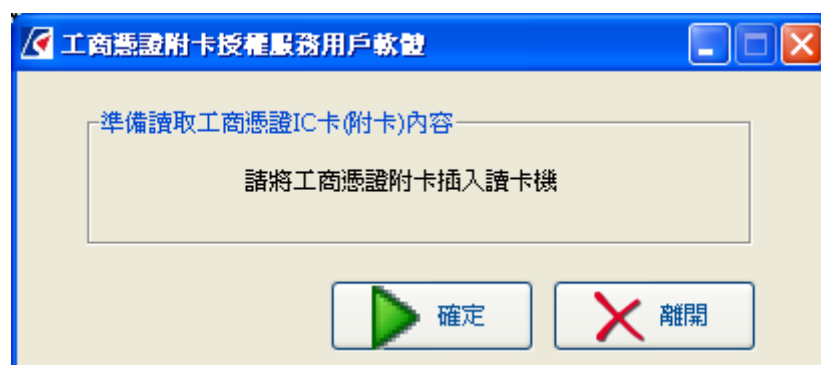 工商憑證附卡授權服務用戶軟體
準備讀取工商憑證IC卡(附卡)內容
請將工商憑證附卡插入讀卡機
確定
離開